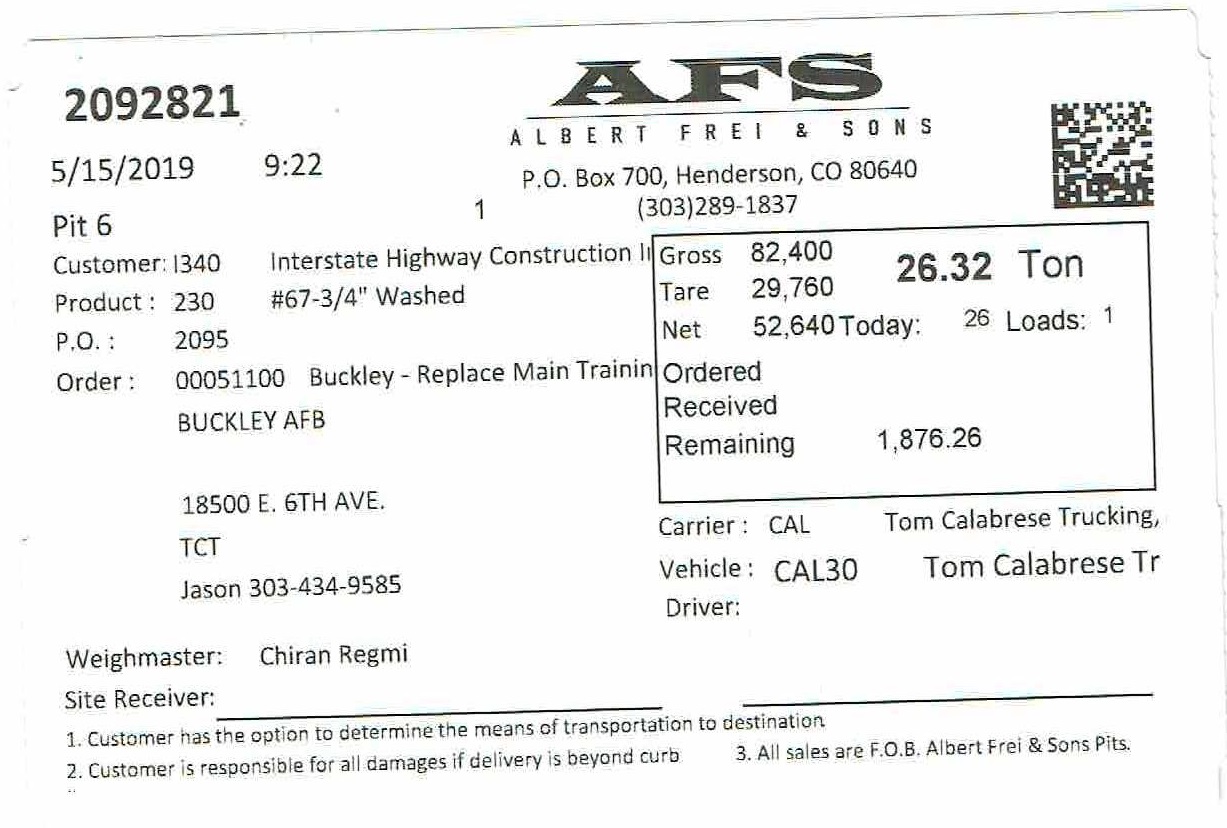 2092821
AFS
ALBERT FREI & SONS
5/15/2019 9:22
P.O. Box 700, Henderson, CO 80640
Pit 6 1 (303)289-1837
Customer: I340 Interstate Highway Construction I
Product : 230 #67-3/4" Washed
P.O. : 2095
Order : 00051100 Buckley - Replace Main Trainin
BUCKLEY AFB
18500 E. 6TH AVE.
TCT
Jason 303-434-9585
Gross 82,400 26.32 Ton
Tare 29,760
Net 52,640 Today: 26 Loads: 1
Ordered
Received
Remaining 1,876.26
Carrier : CAL Tom Calabrese Trucking,
Vehicle : CAL30 Tom Calabrese Tr
Driver:
Weighmaster: Chiran Regmi
Site Receiver:
1. Customer has the option to determine the means of transportation to destination
2. Customer is responsible for all damages if delivery is beyond curb 3. All sales are F.O.B. Albert Frei & Sons Pits.